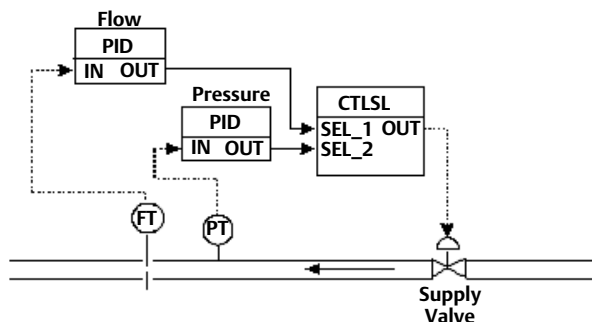 Flow
PID
IN OUT
Pressure
PID
IN OUT
CTLSL
SEL_1 OUT
SEL_2
FT
PT
Supply
Valve